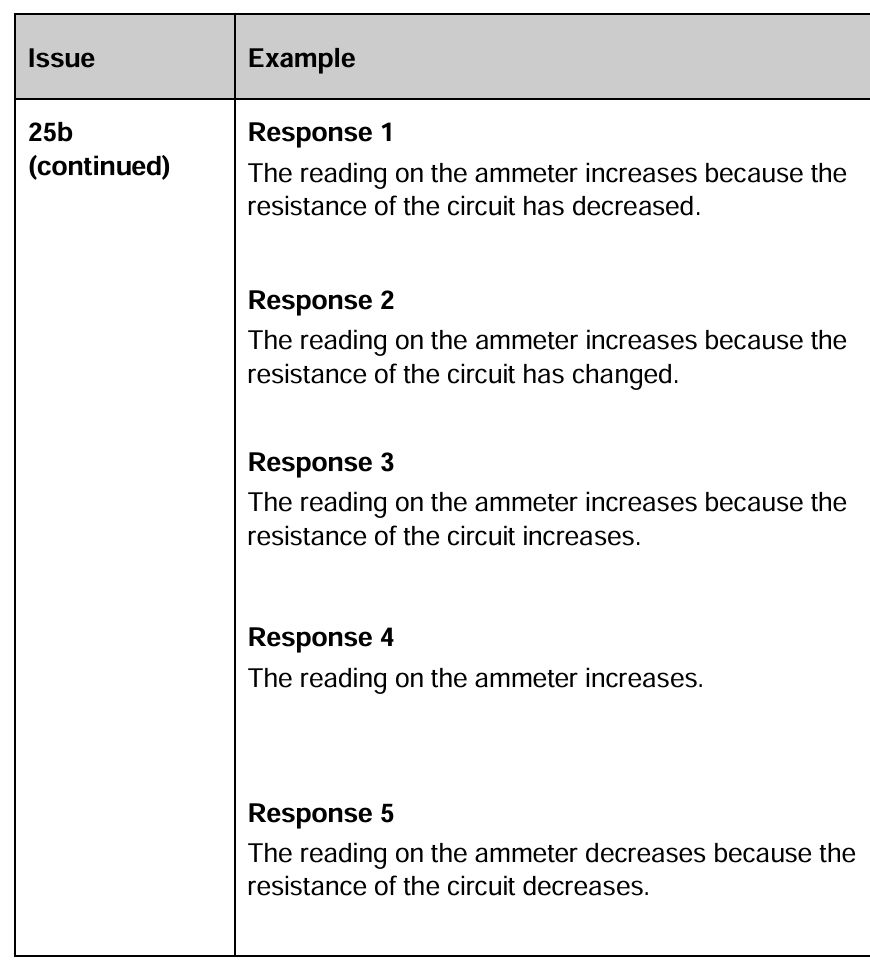 Issue
Example
25b
(continued)
Response 1
The reading on the ammeter increases because the
resistance of the circuit has decreased.
Response 2
The reading on the ammeter increases because the
resistance of the circuit has changed.
Response 3
The reading on the ammeter increases because the
resistance of the circuit increases.
Response 4
The reading on the ammeter increases.
Response 5
The reading on the ammeter decreases because the
resistance of the circuit decreases.